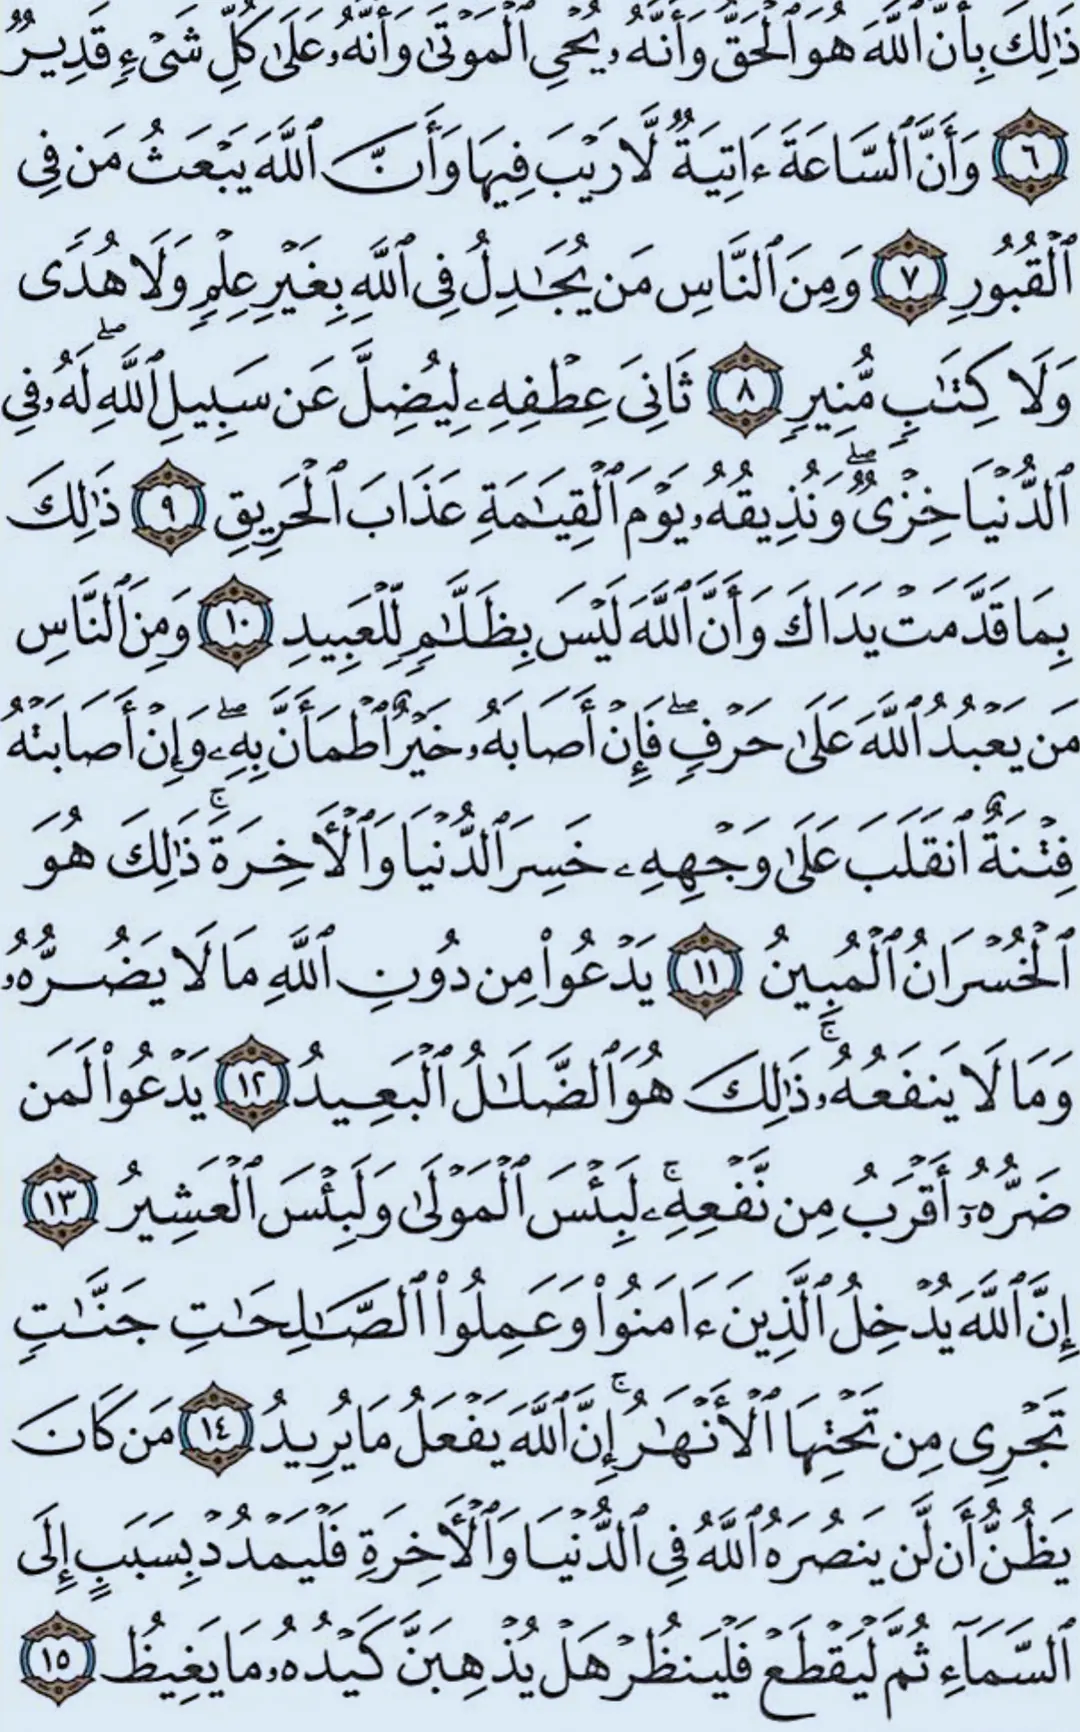 ذَٰلِكَ بِأَنَّ ٱللَّهَ هُوَ ٱلْحَقُّ وَأَنَّهُۥ يُحْىِ ٱلْمَوْتَىٰ وَأَنَّهُۥ عَلَىٰ كُلِّ شَىْءٍ قَدِيرٌ
٦ وَأَنَّ ٱلسَّاعَةَ ءَاتِيَةٌ لَّا رَيْبَ فِيهَا وَأَنَّ ٱللَّهَ يَبْعَثُ مَن فِى
ٱلْقُبُورِ ٧ وَمِنَ ٱلنَّاسِ مَن يُجَٰدِلُ فِى ٱللَّهِ بِغَيْرِ عِلْمٍ وَلَا هُدًى
وَلَا كِتَٰبٍ مُّنِيرٍ ٨ ثَانِىَ عِطْفِهِۦ لِيُضِلَّ عَن سَبِيلِ ٱللَّهِ ۖ لَهُۥ فِى
ٱلدُّنْيَا خِزْىٌ ۖ وَنُذِيقُهُۥ يَوْمَ ٱلْقِيَٰمَةِ عَذَابَ ٱلْحَرِيقِ ٩ ذَٰلِكَ
بِمَا قَدَّمَتْ يَدَاكَ وَأَنَّ ٱللَّهَ لَيْسَ بِظَلَّٰمٍ لِّلْعَبِيدِ ١٠ وَمِنَ ٱلنَّاسِ
مَن يَعْبُدُ ٱللَّهَ عَلَىٰ حَرْفٍ ۖ فَإِنْ أَصَابَهُۥ خَيْرٌ ٱطْمَأَنَّ بِهِۦ ۖ وَإِنْ أَصَابَتْهُ
فِتْنَةٌ ٱنقَلَبَ عَلَىٰ وَجْهِهِۦ خَسِرَ ٱلدُّنْيَا وَٱلْءَاخِرَةَ ۚ ذَٰلِكَ هُوَ
ٱلْخُسْرَانُ ٱلْمُبِينُ ١١ يَدْعُوا۟ مِن دُونِ ٱللَّهِ مَا لَا يَضُرُّهُۥ
وَمَا لَا يَنفَعُهُۥ ۚ ذَٰلِكَ هُوَ ٱلضَّلَٰلُ ٱلْبَعِيدُ ١٢ يَدْعُوا۟ لَمَن
ضَرُّهُۥٓ أَقْرَبُ مِن نَّفْعِهِۦ ۚ لَبِئْسَ ٱلْمَوْلَىٰ وَلَبِئْسَ ٱلْعَشِيرُ ١٣
إِنَّ ٱللَّهَ يُدْخِلُ ٱلَّذِينَ ءَامَنُوا۟ وَعَمِلُوا۟ ٱلصَّٰلِحَٰتِ جَنَّٰتٍ
تَجْرِى مِن تَحْتِهَا ٱلْأَنْهَٰرُ ۚ إِنَّ ٱللَّهَ يَفْعَلُ مَا يُرِيدُ ١٤ مَن كَانَ
يَظُنُّ أَن لَّن يَنصُرَهُ ٱللَّهُ فِى ٱلدُّنْيَا وَٱلْءَاخِرَةِ فَلْيَمْدُدْ بِسَبَبٍ إِلَى
ٱلسَّمَآءِ ثُمَّ لْيَقْطَعْ فَلْيَنظُرْ هَلْ يُذْهِبَنَّ كَيْدُهُۥ مَا يَغِيظُ ١٥